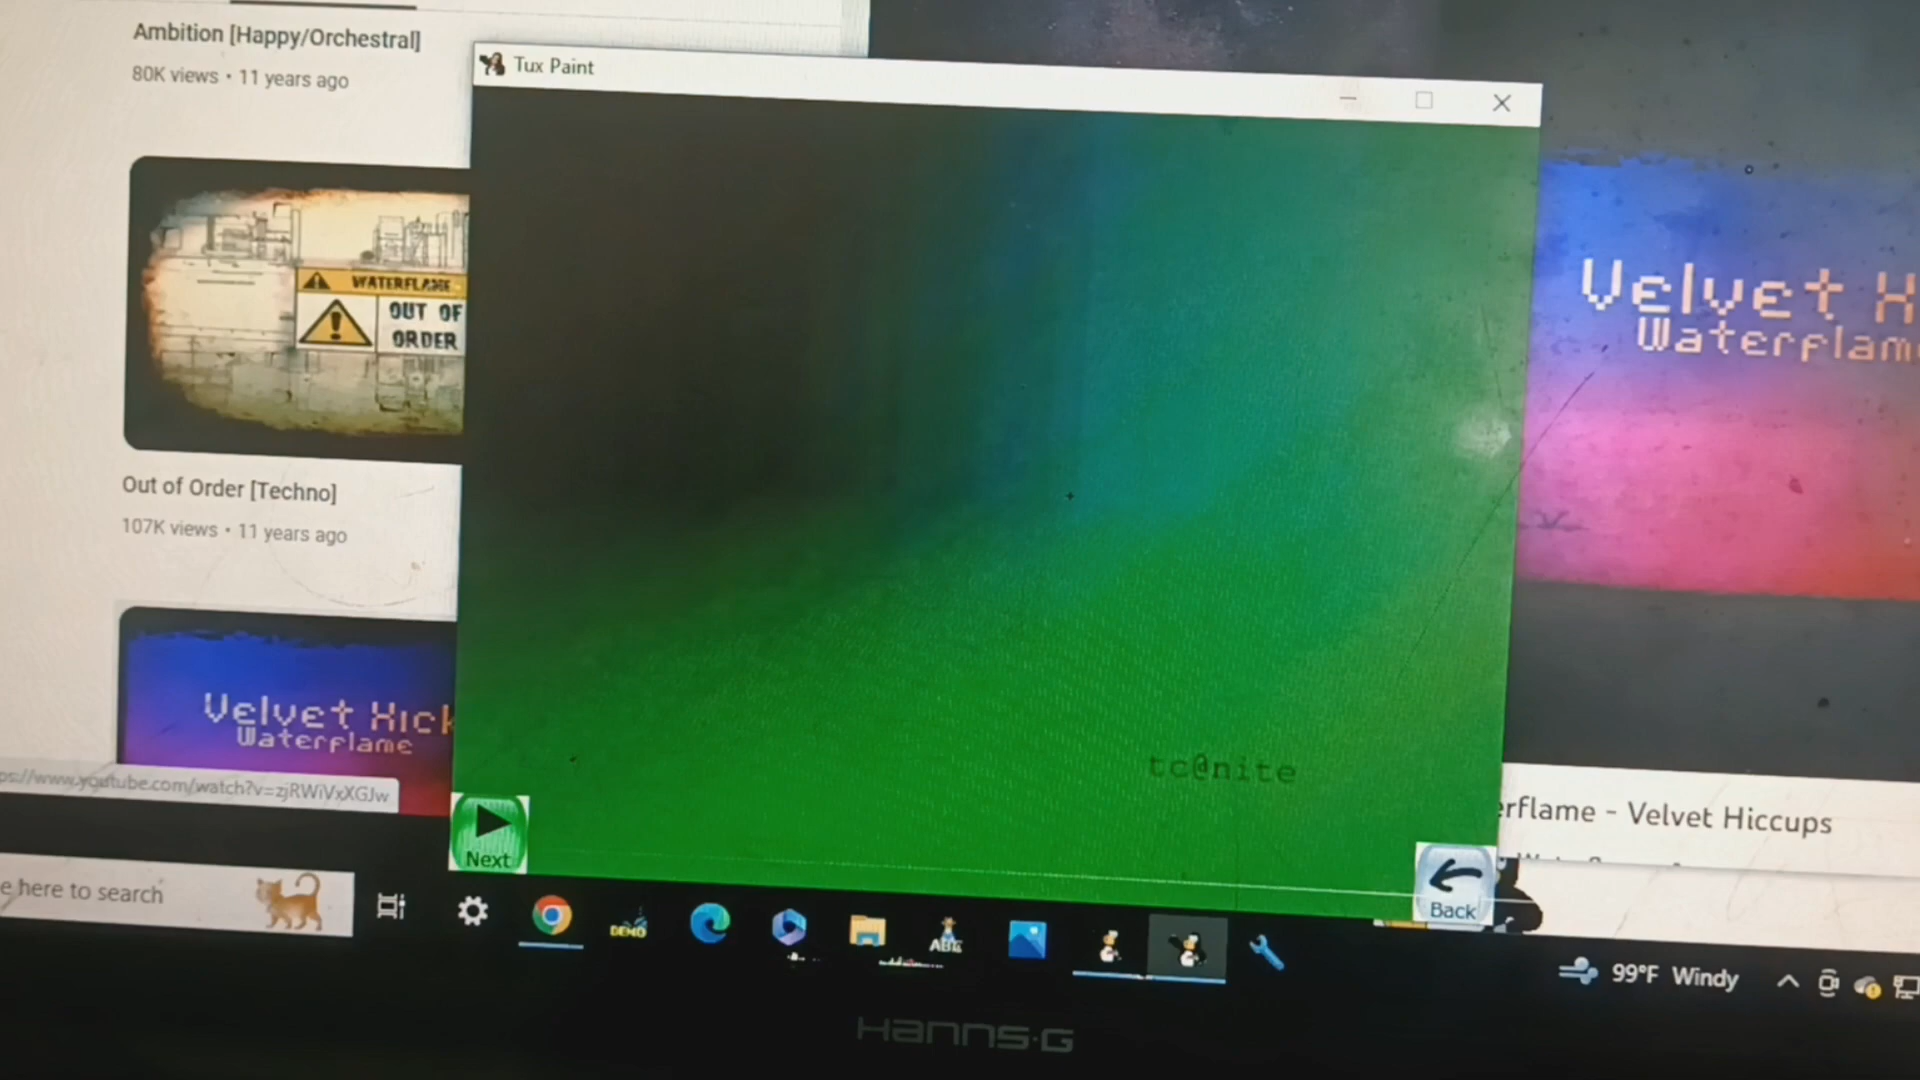 Ambition [Happy/Orchestral]
80K views • 11 years ago
Tux Paint
WATERFLAME
OUT OF
ORDER
Out of Order [Techno]
107K views • 11 years ago
Velvet Hick
Waterflame
ps://www.youtube.com/watch?v=zjRWiVxXGJw
Velvet H
Waterflam
tc@nite
Next
Back
erflame - Velvet Hiccups
e here to search
DEMO
ABC
99°F Windy
Hanns·G